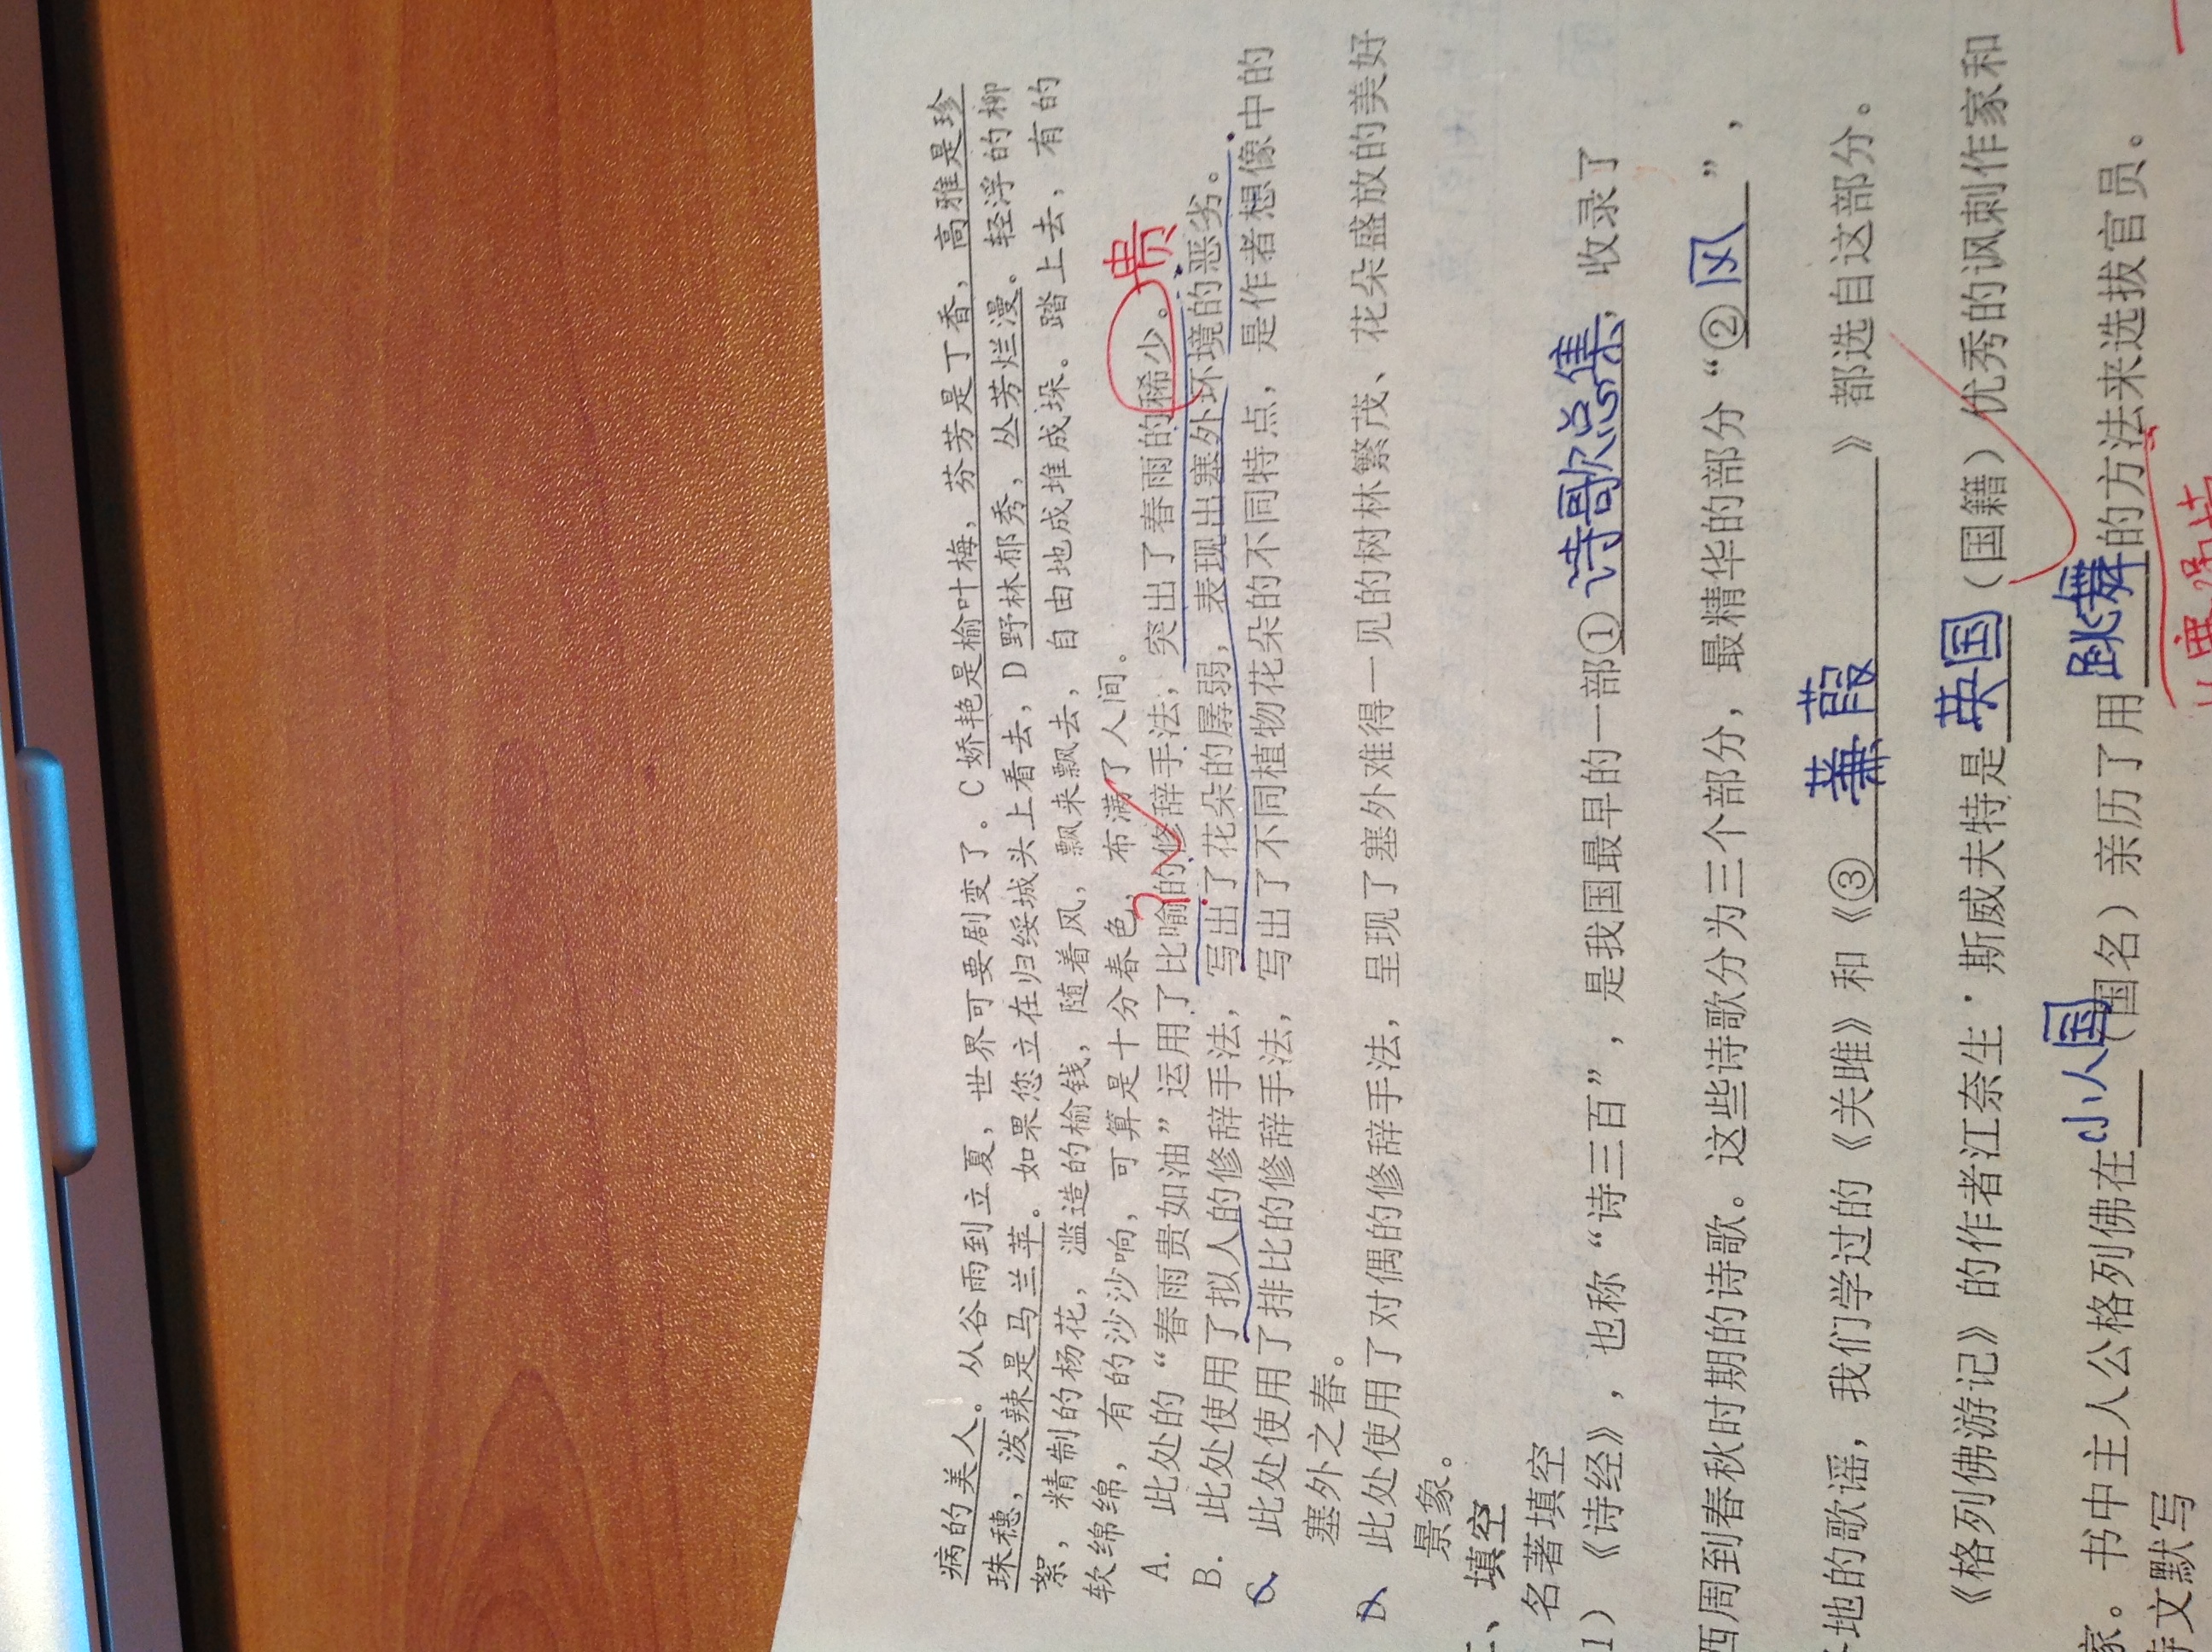 病的美人。从谷雨到立夏，世界可要剧变了。C娇艳是榆叶梅，芬芳是丁香，高雅是珍
珠穗，泼辣是马兰苹。如果您立在归绥城头上看去，D野林郁秀，丛芳烂漫。轻浮的柳
絮，精制的杨花，滥造的榆钱，随着风，飘来飘去，自由地成堆成垛。踏上去，有的
软绵绵，有的沙沙响，可算是十分春色，布满了人间。
A. 此处的“春雨贵如油”运用了比喻的修辞手法，突出了春雨的稀少。贵
?
B. 此处使用了拟人的修辞手法，写出了花朵的孱弱，表现出塞外环境的恶劣。
C. 此处使用了排比的修辞手法，写出了不同植物花朵的不同特点，是作者想像中的
塞外之春。
D. 此处使用了对偶的修辞手法，呈现了塞外难得一见的树林繁茂、花朵盛放的美好
景象。
、填空
名著填空
1）《诗经》，也称“诗三百”，是我国最早的一部①诗歌总集，收录了
西周到春秋时期的诗歌。这些诗歌分为三个部分，最精华的部分“②风”，
地的歌谣，我们学过的《关雎》和《③蒹葭》都选自这部分。
《格列佛游记》的作者江奈生·斯威夫特是英国（国籍）优秀的讽刺作家和
家。书中主人公格列佛在小人国（国名）亲历了用跳舞的方法来选拔官员。
诗文默写